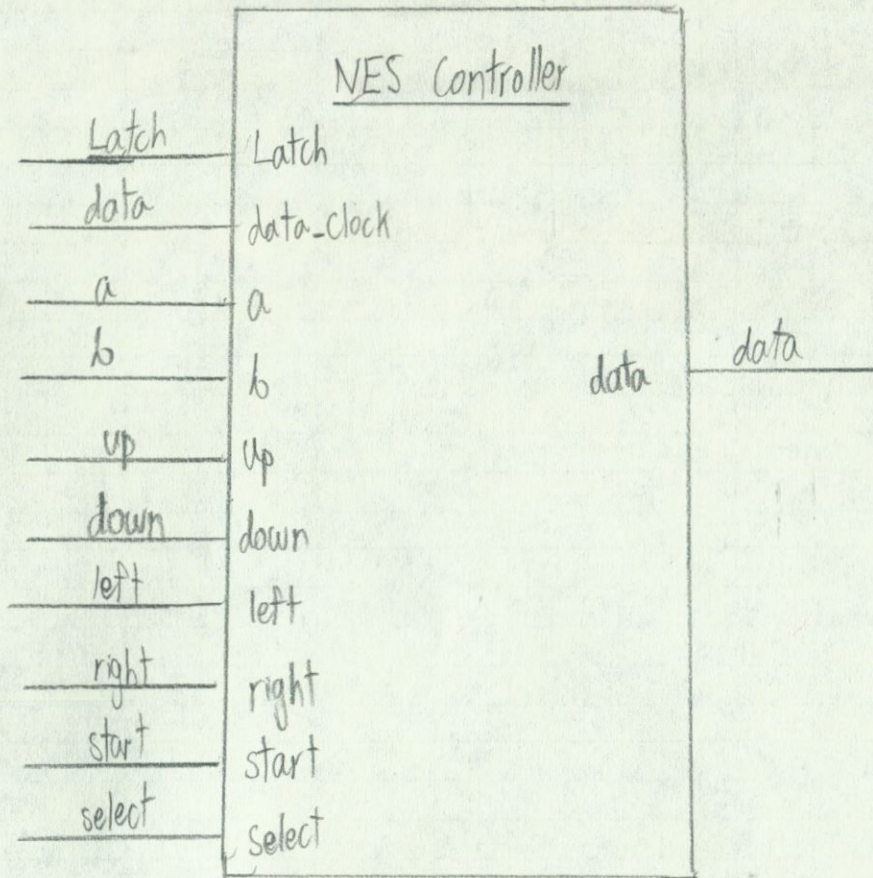 NES Controller
Latch Latch
data data_clock
a a
b b
data data
up up
down down
left left
right right
start start
select select